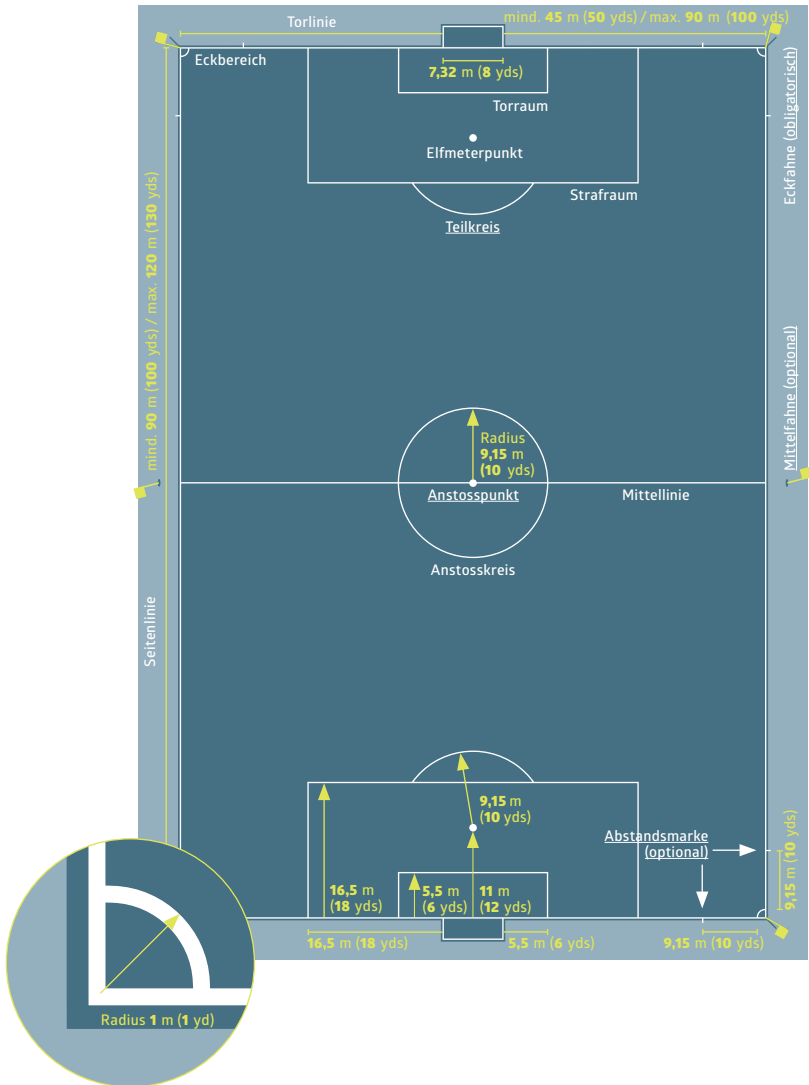 Torlinie
mind. 45 m (50 yds) / max. 90 m (100 yds)
Eckbereich
7,32 m (8 yds)
Torraum
Elfmeterpunkt
Strafraum
Teilkreis
Eckfahne (obligatorisch)
mind. 90 m (100 yds) / max. 120 m (130 yds)
Mittelfahne (optional)
Radius
9,15 m
(10 yds)
Anstosspunkt
Mittellinie
Anstosskreis
Seitenlinie
9,15 m
(10 yds)
Abstandsmarke
(optional)
9,15 m (10 yds)
16,5 m
(18 yds)
5,5 m
(6 yds)
11 m
(12 yds)
16,5 m (18 yds)
5,5 m (6 yds)
9,15 m (10 yds)
Radius 1 m (1 yd)